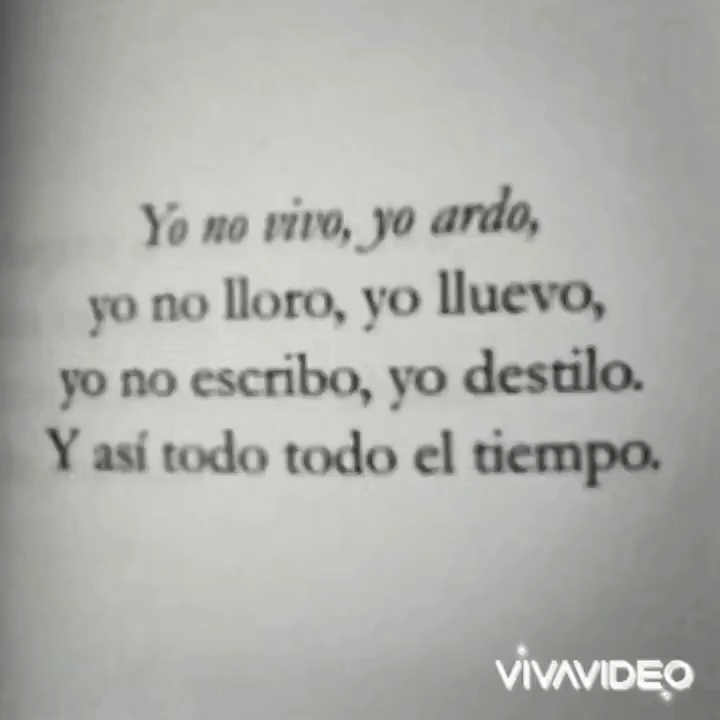 Yo no vivo, yo ardo,
yo no lloro, yo lluevo,
yo no escribo, yo destilo.
Y así todo todo el tiempo.
VIVAVIDEO